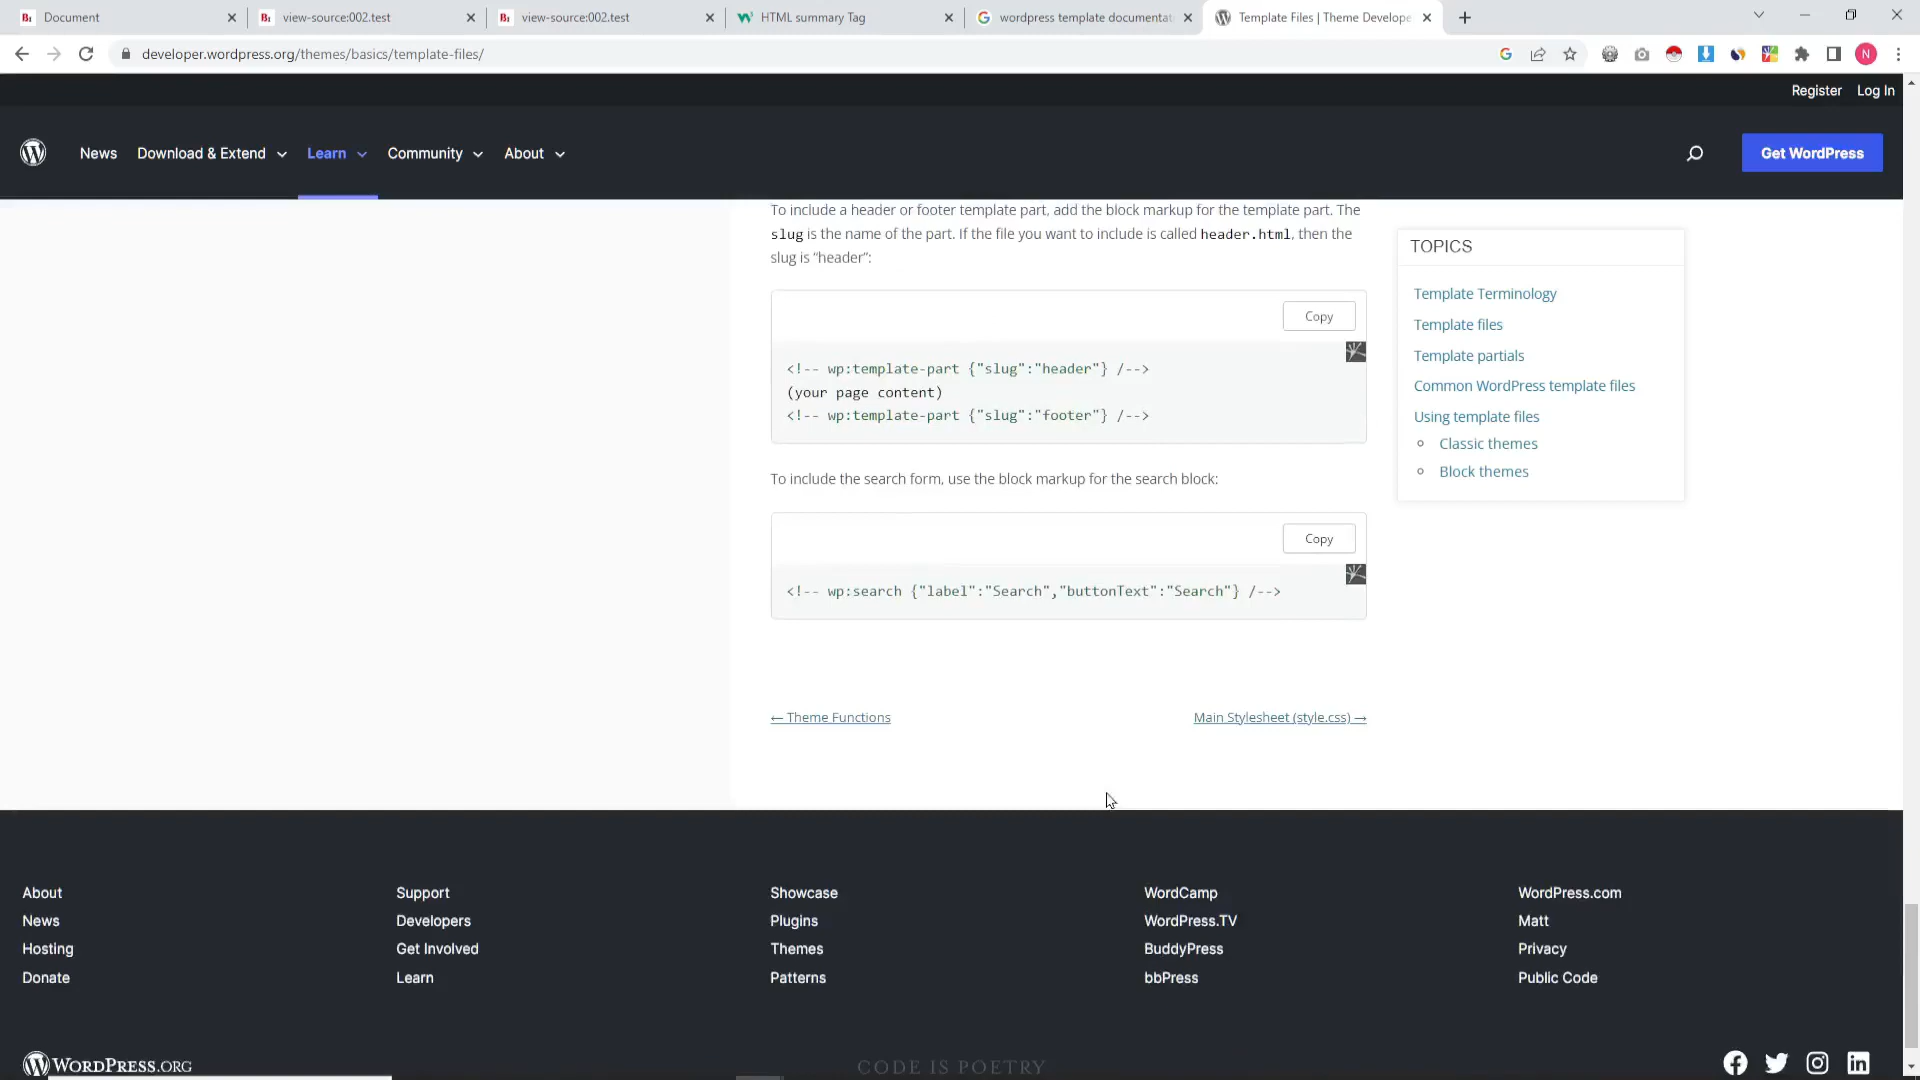 Document
view-source:002.test
view-source:002.test
HTML summary Tag
wordpress template documentat
Template Files | Theme Develope
developer.wordpress.org/themes/basics/template-files/
N
Register
Log In
News
Download & Extend
Learn
Community
About
Get WordPress
To include a header or footer template part, add the block markup for the template part. The
slug is the name of the part. If the file you want to include is called header.html, then the
slug is “header”:
Copy
<!-- wp:template-part {"slug":"header"} /-->
(your page content)
<!-- wp:template-part {"slug":"footer"} /-->
To include the search form, use the block markup for the search block:
Copy
<!-- wp:search {"label":"Search","buttonText":"Search"} /-->
← Theme Functions
Main Stylesheet (style.css) →
TOPICS
Template Terminology
Template files
Template partials
Common WordPress template files
Using template files
Classic themes
Block themes
About
News
Hosting
Donate
Support
Developers
Get Involved
Learn
Showcase
Plugins
Themes
Patterns
WordCamp
WordPress.TV
BuddyPress
bbPress
WordPress.com
Matt
Privacy
Public Code
WORDPRESS.ORG
CODE IS POETRY